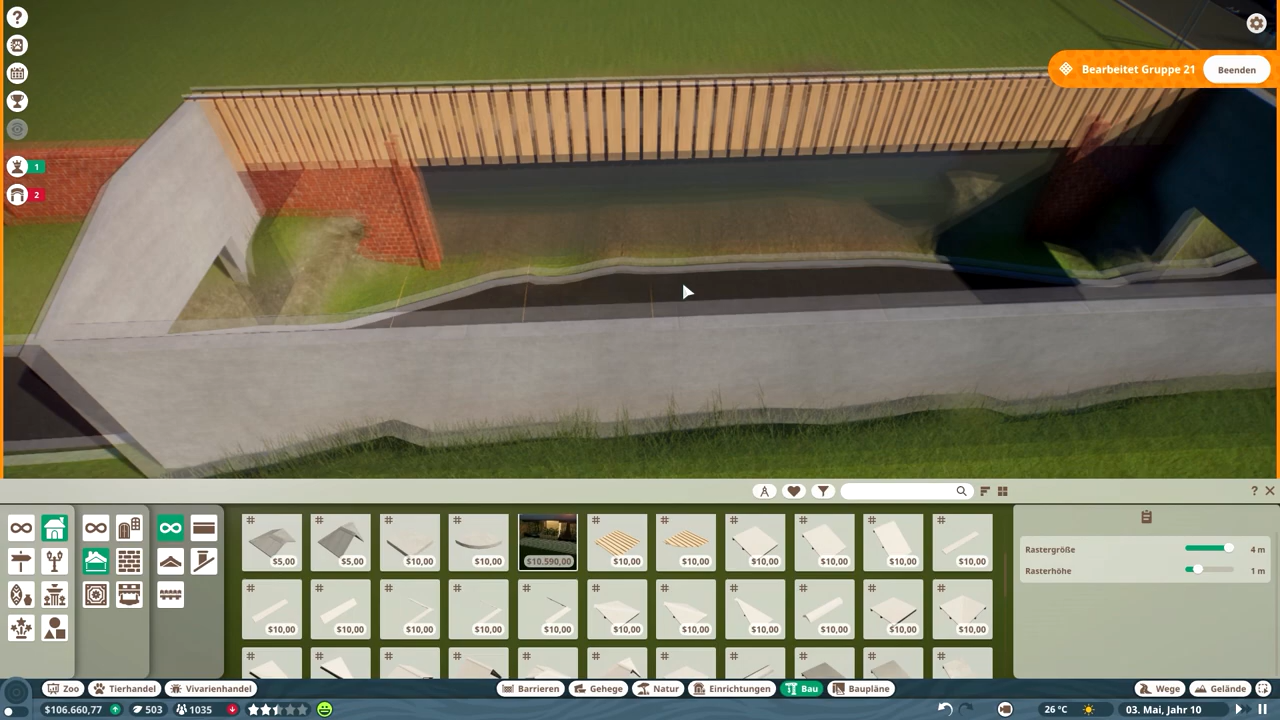 Bearbeitet Gruppe 21 Beenden
1
2
$5,00 $5,00 $10,00 $10,00 $10.590,00 $10,00 $10,00 $10,00 $10,00 $10,00 $10,00
$10,00 $10,00 $10,00 $10,00 $10,00 $10,00 $10,00 $10,00 $10,00 $10,00 $10,00
Rastergröße 4 m
Rasterhöhe 1 m
Zoo Tierhandel Vivarienhandel Barrieren Gehege Natur Einrichtungen Bau Baupläne Wege Gelände
$106.660,77 503 1035 26 °C 03. Mai, Jahr 10